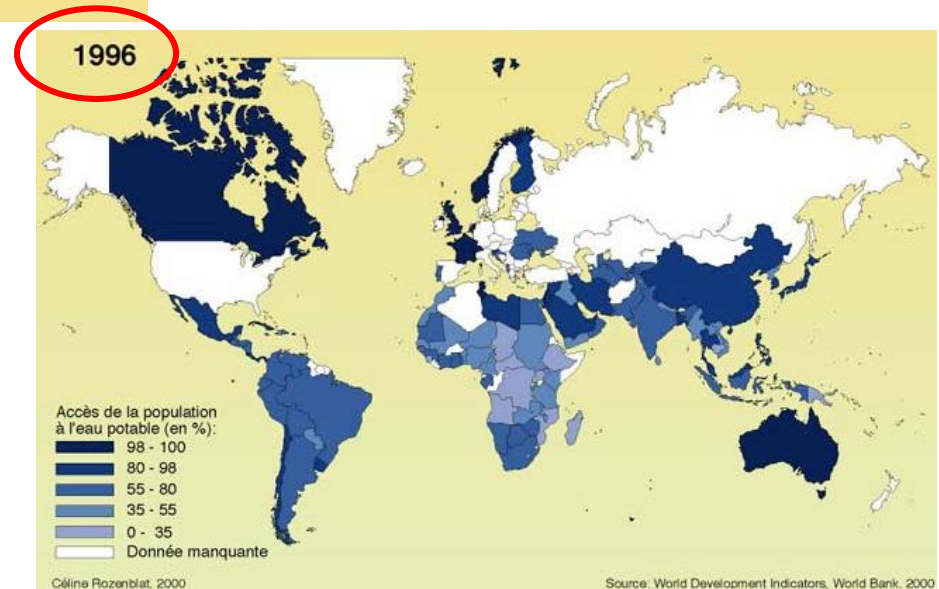 1996
Accès de la population
à l'eau potable (en %):
98 - 100
80 - 98
55 - 80
35 - 55
0 - 35
Donnée manquante
Céline Rozenblat, 2000
Source: World Development Indicators, World Bank, 2000